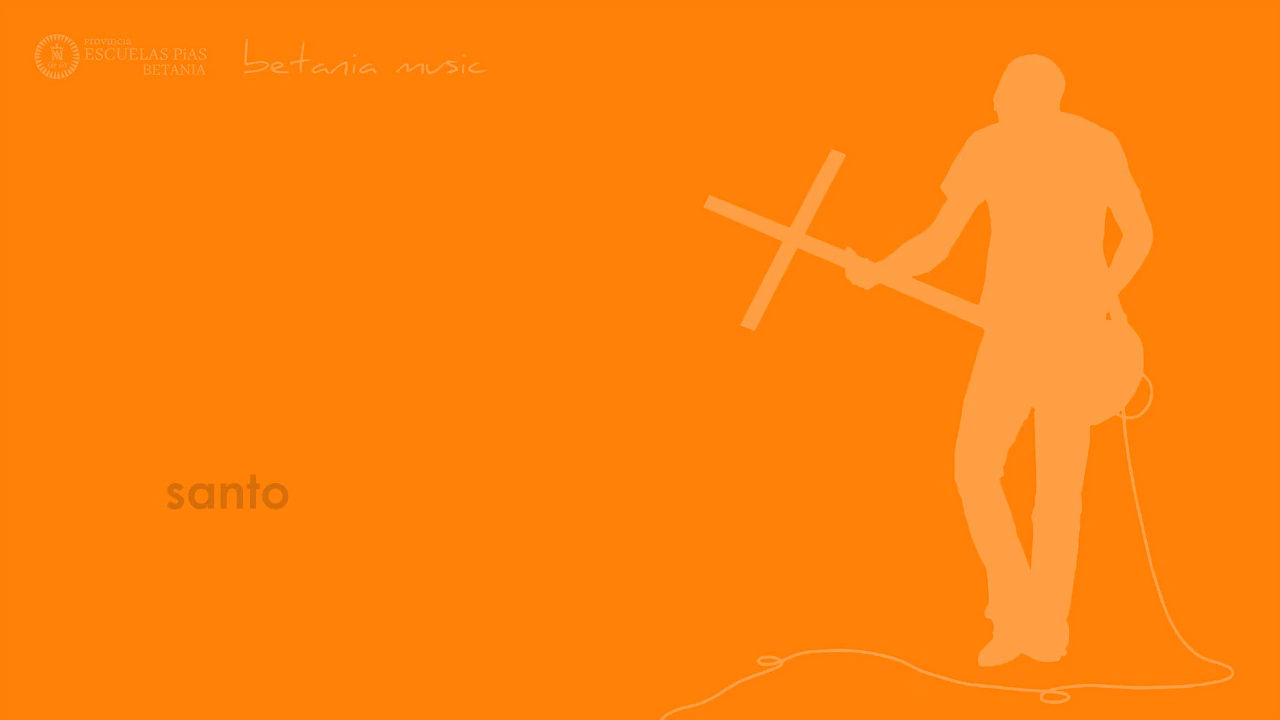 provincia
ESCUELAS PiAS
BETANIA
betania music
santo